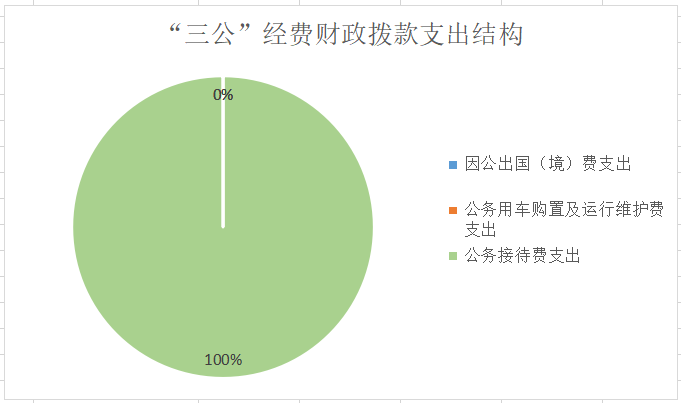 “三公”经费财政拨款支出结构
0%
100%
因公出国（境）费支出
公务用车购置及运行维护费
支出
公务接待费支出